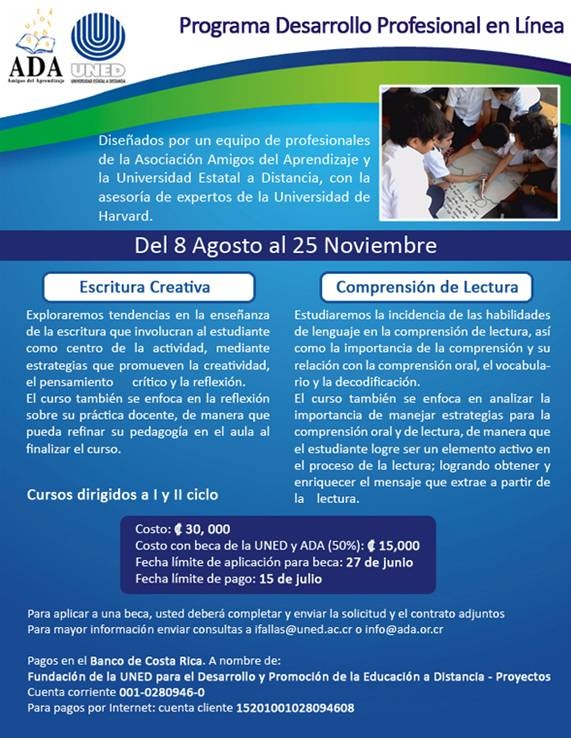 Programa Desarrollo Profesional en Línea
ADA
Amigos del Aprendizaje
UNED
UNIVERSIDAD ESTATAL A DISTANCIA
Diseñados por un equipo de profesionales
de la Asociación Amigos del Aprendizaje y
la Universidad Estatal a Distancia, con la
asesoría de expertos de la Universidad de
Harvard.
Del 8 Agosto al 25 Noviembre
Escritura Creativa
Exploraremos tendencias en la enseñanza
de la escritura que involucran al estudiante
como centro de la actividad, mediante
estrategias que promueven la creatividad,
el pensamiento crítico y la reflexión.
El curso también se enfoca en la reflexión
sobre su práctica docente, de manera que
pueda refinar su pedagogía en el aula al
finalizar el curso.
Cursos dirigidos a I y II ciclo
Comprensión de Lectura
Estudiaremos la incidencia de las habilidades
de lenguaje en la comprensión de lectura, así
como la importancia de la comprensión y su
relación con la comprensión oral, el vocabula-
rio y la decodificación.
El curso también se enfoca en analizar la
importancia de manejar estrategias para la
comprensión oral y de lectura, de manera que
el estudiante logre ser un elemento activo en
el proceso de la lectura; logrando obtener y
enriquecer el mensaje que extrae a partir de
la lectura.
Costo: ₡ 30, 000
Costo con beca de la UNED y ADA (50%): ₡ 15,000
Fecha límite de aplicación para beca: 27 de junio
Fecha límite de pago: 15 de julio
Para aplicar a una beca, usted deberá completar y enviar la solicitud y el contrato adjuntos
Para mayor información enviar consultas a ifallas@uned.ac.cr o info@ada.or.cr
Pagos en el Banco de Costa Rica. A nombre de:
Fundación de la UNED para el Desarrollo y Promoción de la Educación a Distancia - Proyectos
Cuenta corriente 001-0280946-0
Para pagos por Internet: cuenta cliente 15201001028094608